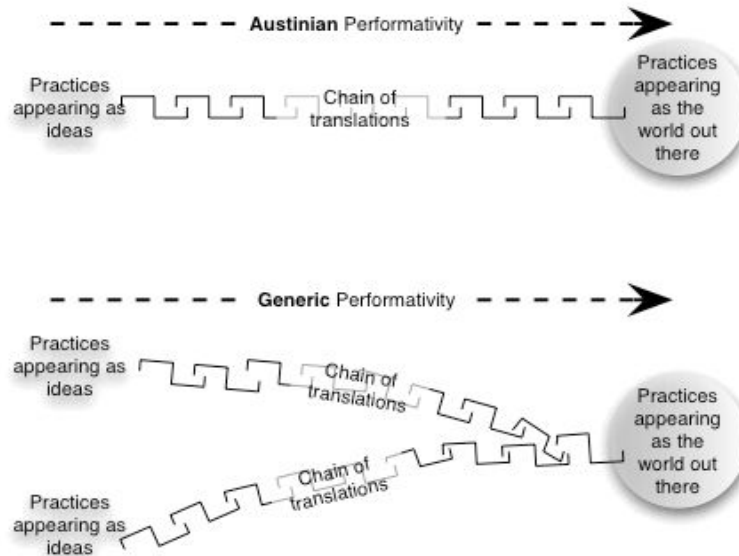 Austinian Performativity
Practices
appearing as
ideas
Chain of
translations
Practices
appearing
as the
world out
there
Generic Performativity
Practices
appearing as
ideas
Chain of
translations
Practices
appearing
as the
world out
there
Chain of
translations
Practices
appearing as
ideas